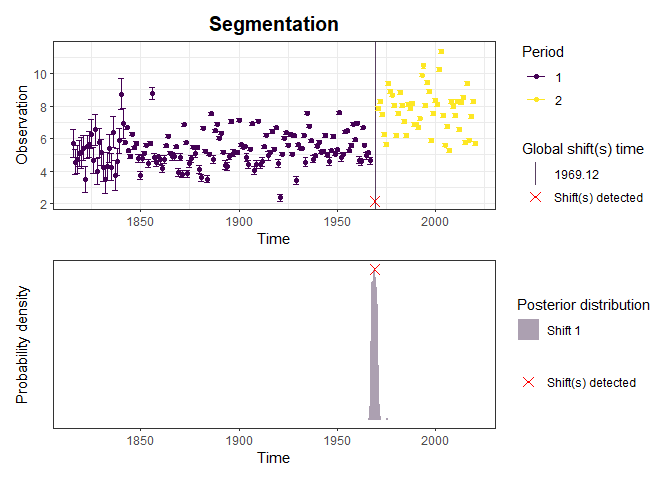 Segmentation
Observation
10
8
6
4
2
1850
1900
1950
2000
Time
Period
1
2
Global shift(s) time
1969.12
Shift(s) detected
Probability density
1850
1900
1950
2000
Time
Posterior distribution
Shift 1
Shift(s) detected